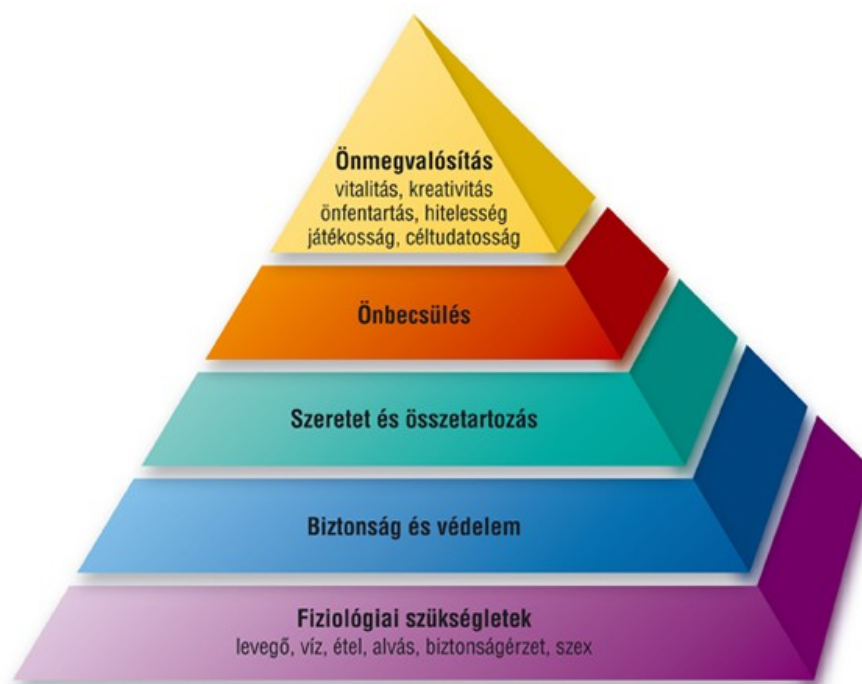 Önmegvalósítás
vitalitás, kreativitás
önfentartás, hitelesség
játékosság, céltudatosság
Önbecsülés
Szeretet és összetartozás
Biztonság és védelem
Fiziológiai szükségletek
levegő, víz, étel, alvás, biztonságérzet, szex